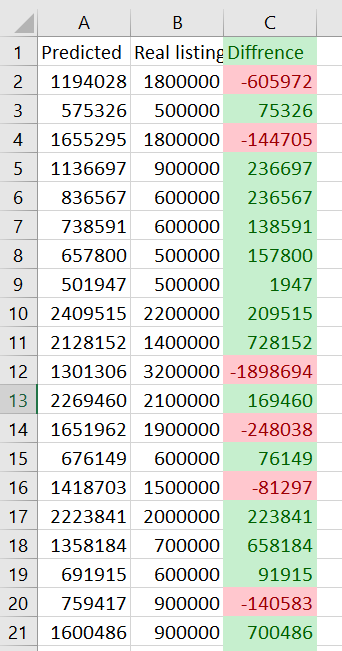 A B C
1 Predicted Real listing Diffrence
2 1194028 1800000 -605972
3 575326 500000 75326
4 1655295 1800000 -144705
5 1136697 900000 236697
6 836567 600000 236567
7 738591 600000 138591
8 657800 500000 157800
9 501947 500000 1947
10 2409515 2200000 209515
11 2128152 1400000 728152
12 1301306 3200000 -1898694
13 2269460 2100000 169460
14 1651962 1900000 -248038
15 676149 600000 76149
16 1418703 1500000 -81297
17 2223841 2000000 223841
18 1358184 700000 658184
19 691915 600000 91915
20 759417 900000 -140583
21 1600486 900000 700486